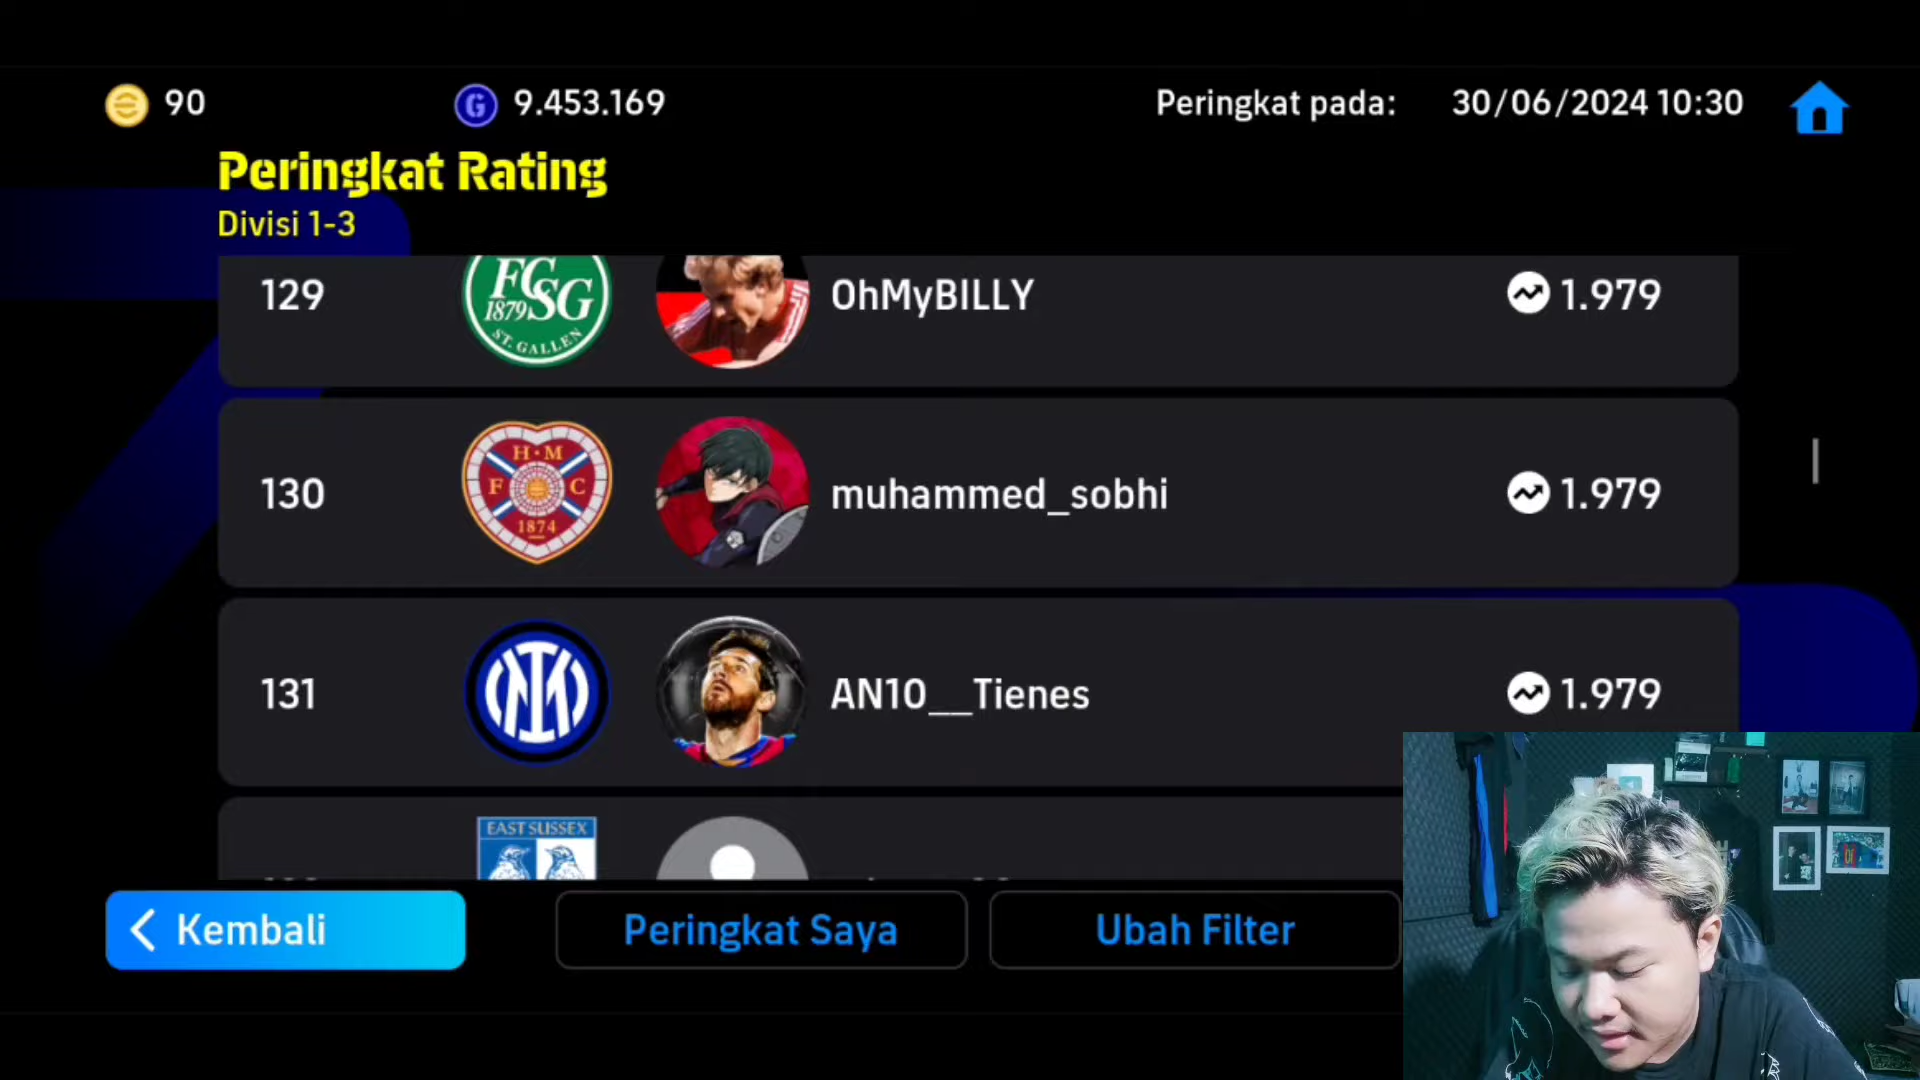 90
9.453.169
Peringkat pada: 30/06/2024 10:30
Peringkat Rating
Divisi 1-3
129
FCSG
1879
ST. GALLEN
OhMyBILLY
1.979
130
H·M
F C
1874
muhammed_sobhi
1.979
131
AN10__Tienes
1.979
EAST SUSSEX
Kembali
Peringkat Saya
Ubah Filter